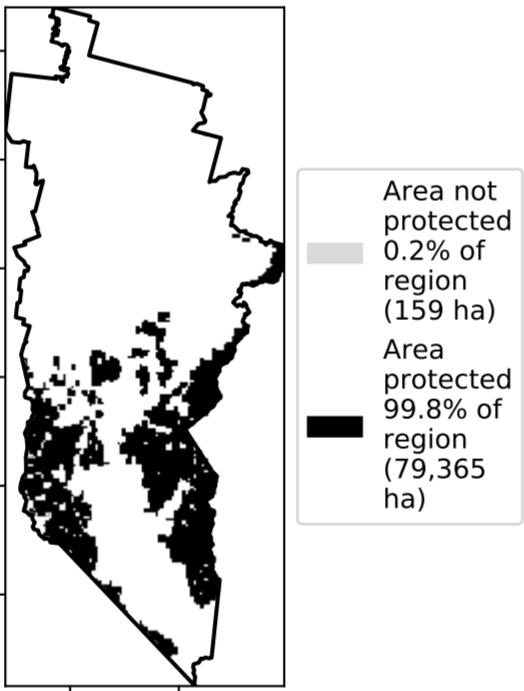 Area not
protected
0.2% of
region
(159 ha)
Area
protected
99.8% of
region
(79,365
ha)